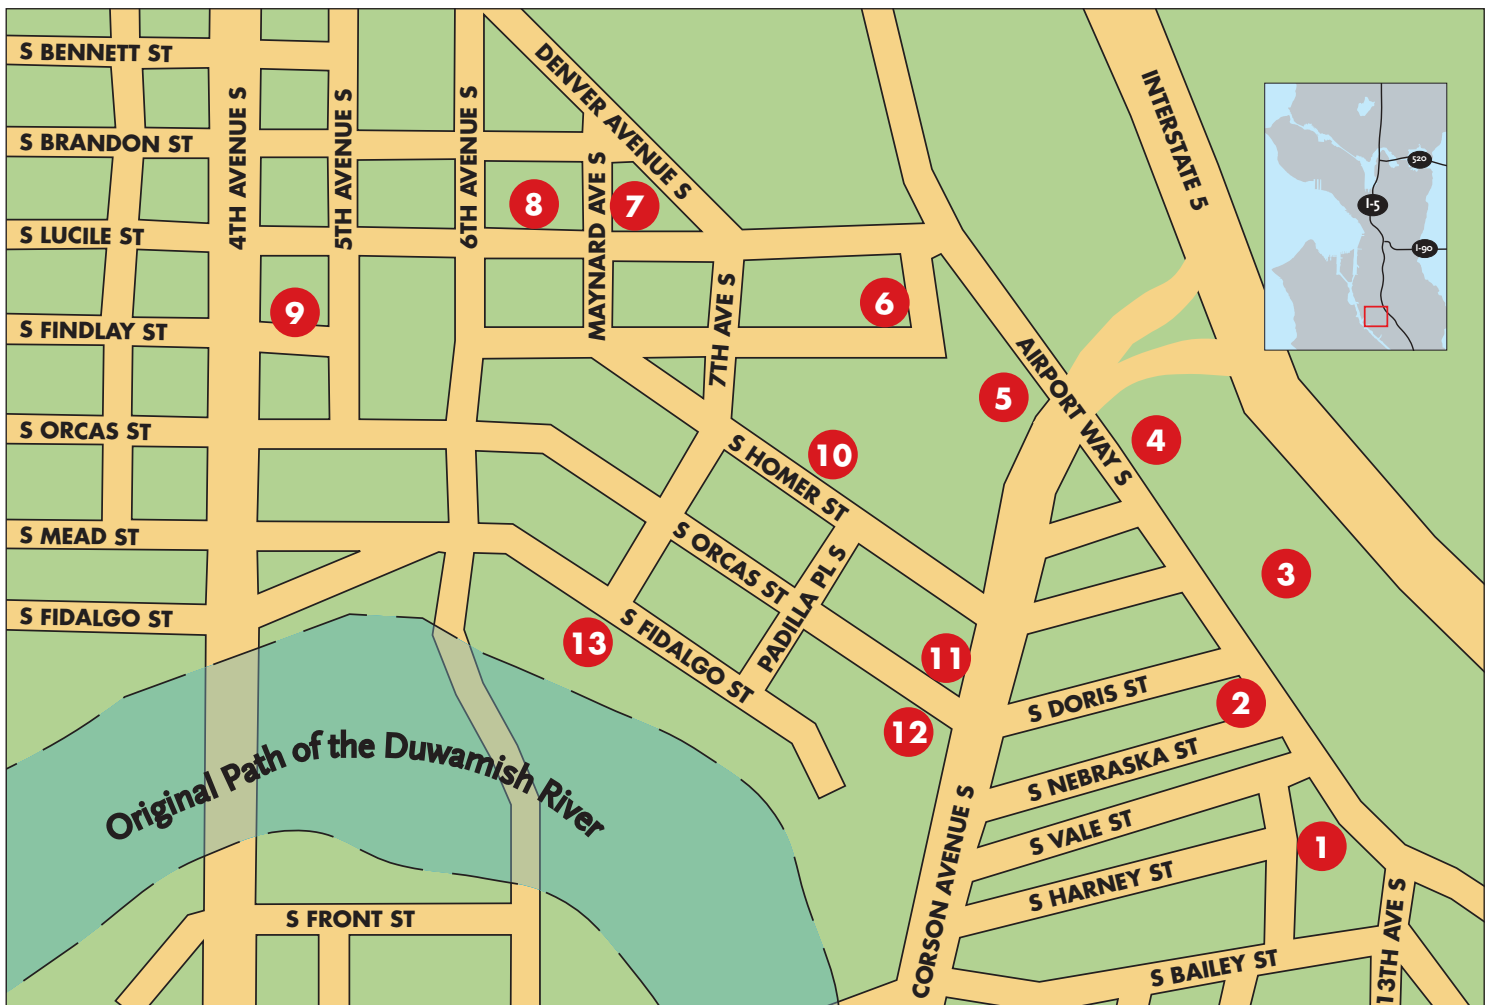 S BENNETT ST
S BRANDON ST
S LUCILE ST
S FINDLAY ST
S ORCAS ST
S MEAD ST
S FIDALGO ST
4TH AVENUE S
5TH AVENUE S
6TH AVENUE S
DENVER AVENUE S
MAYNARD AVE S
7TH AVE S
INTERSTATE 5
AIRPORT WAY S
520
I-5
I-90
8
7
9
6
5
4
10
3
S HOMER ST
S ORCAS ST
PADILLA PL S
S FIDALGO ST
13
11
12
2
1
S DORIS ST
S NEBRASKA ST
S VALE ST
S HARNEY ST
CORSON AVENUE S
S BAILEY ST
13TH AVE S
Original Path of the Duwamish River
S FRONT ST